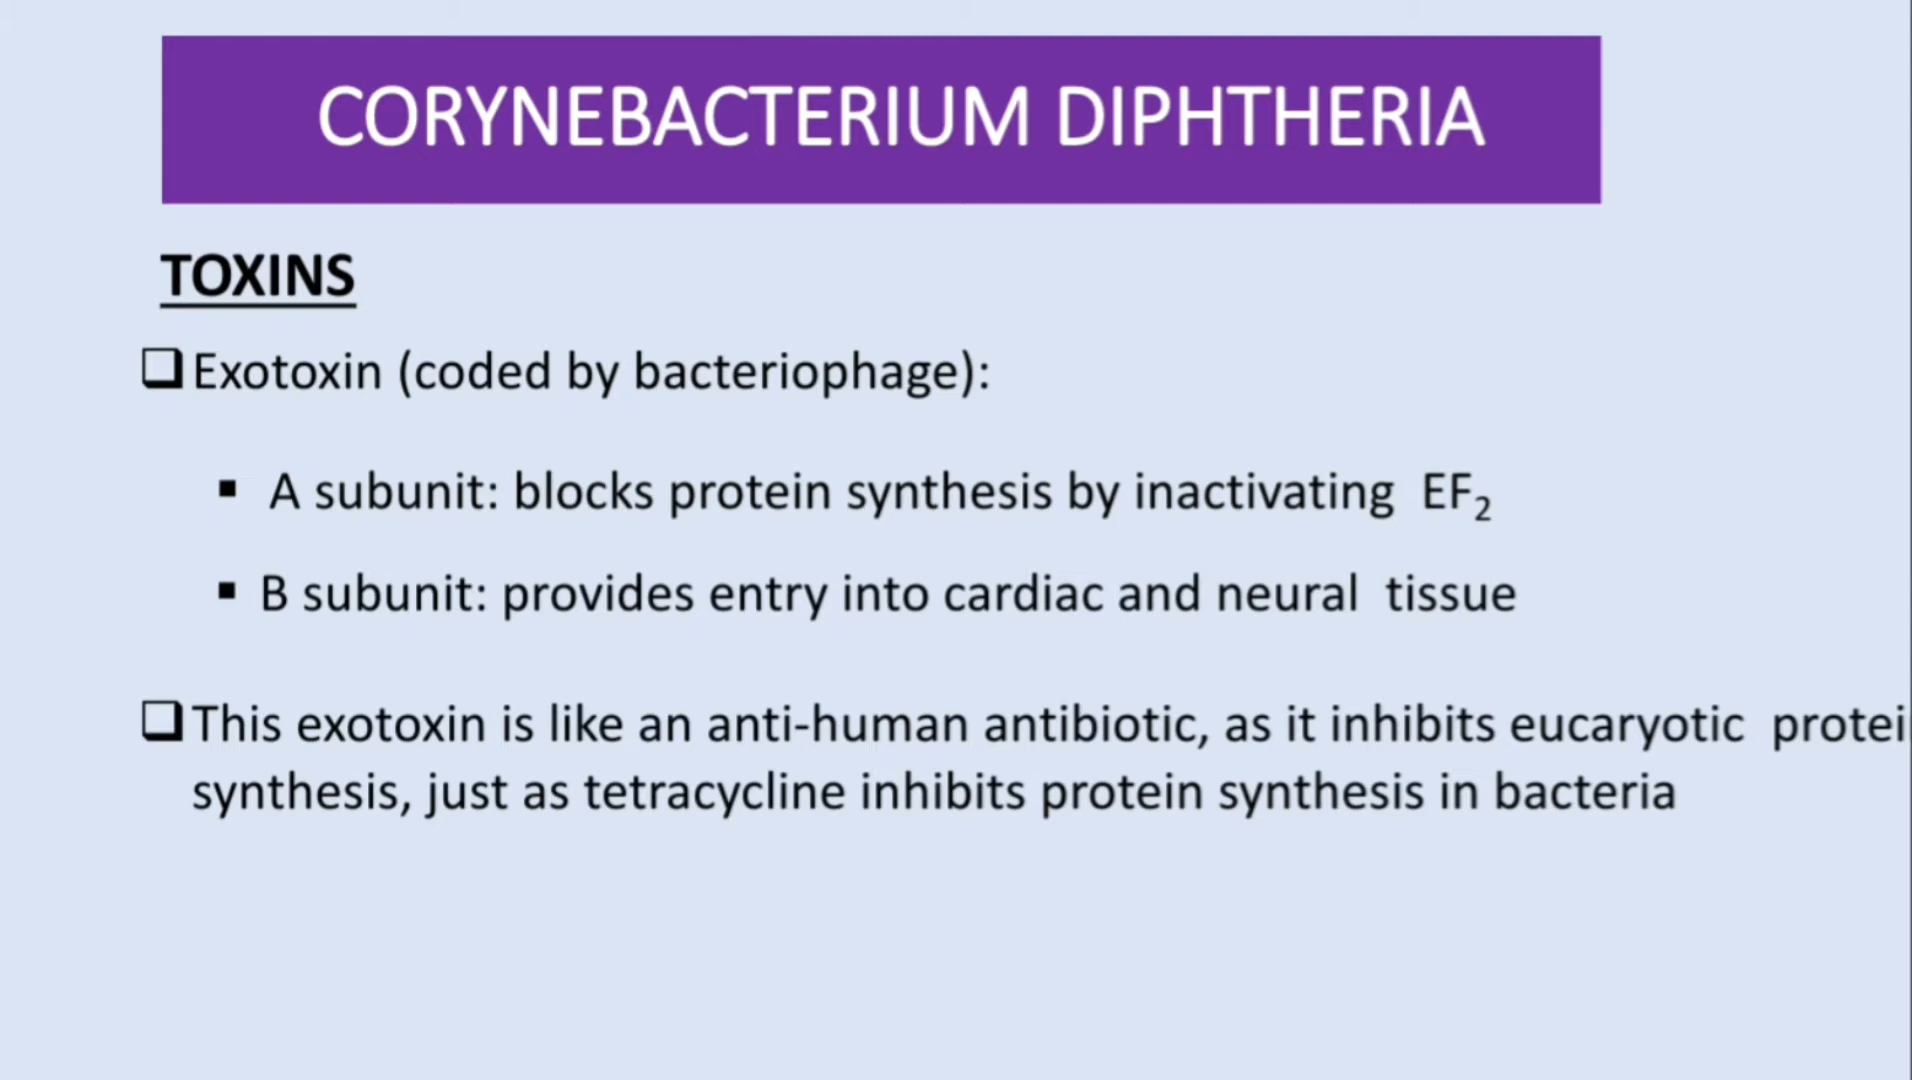 CORYNEBACTERIUM DIPHTHERIA
TOXINS
Exotoxin (coded by bacteriophage):
A subunit: blocks protein synthesis by inactivating EF₂
B subunit: provides entry into cardiac and neural tissue
This exotoxin is like an anti-human antibiotic, as it inhibits eucaryotic protei
synthesis, just as tetracycline inhibits protein synthesis in bacteria